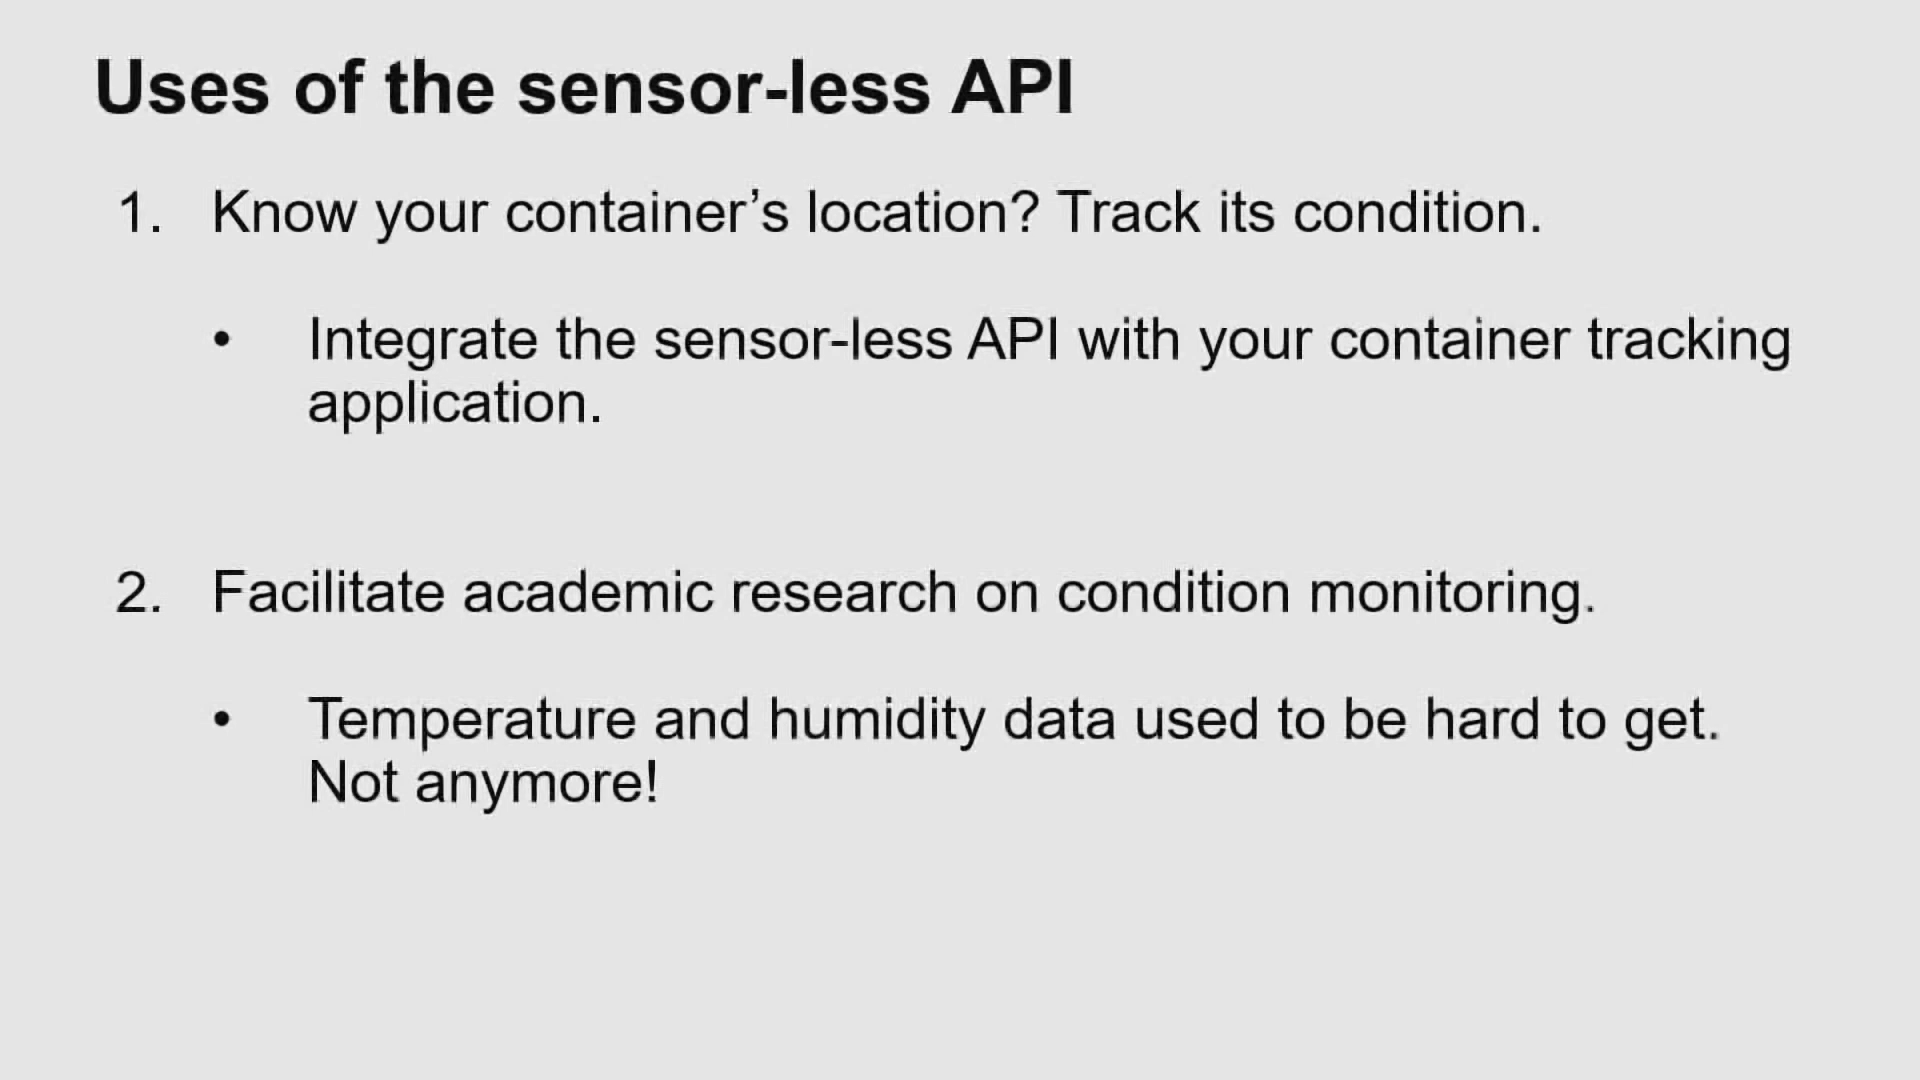 Uses of the sensor-less API
1. Know your container’s location? Track its condition.
• Integrate the sensor-less API with your container tracking
application.
2. Facilitate academic research on condition monitoring.
• Temperature and humidity data used to be hard to get.
Not anymore!